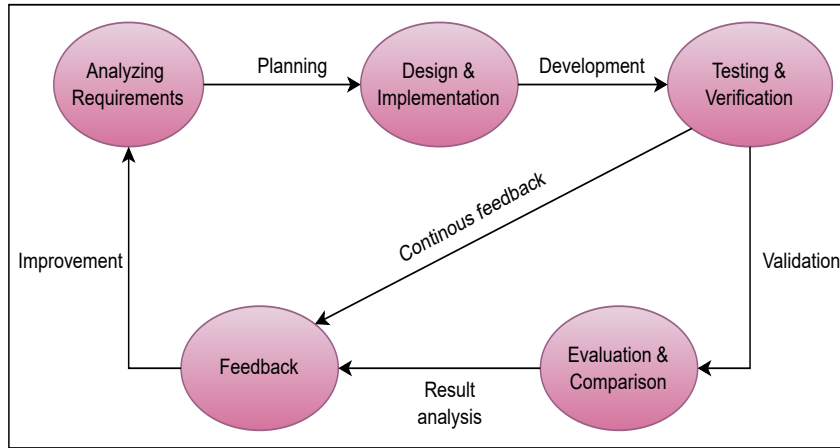 Analyzing
Requirements
Planning
Design &
Implementation
Development
Testing &
Verification
Continous feedback
Improvement
Validation
Feedback
Result
analysis
Evaluation &
Comparison